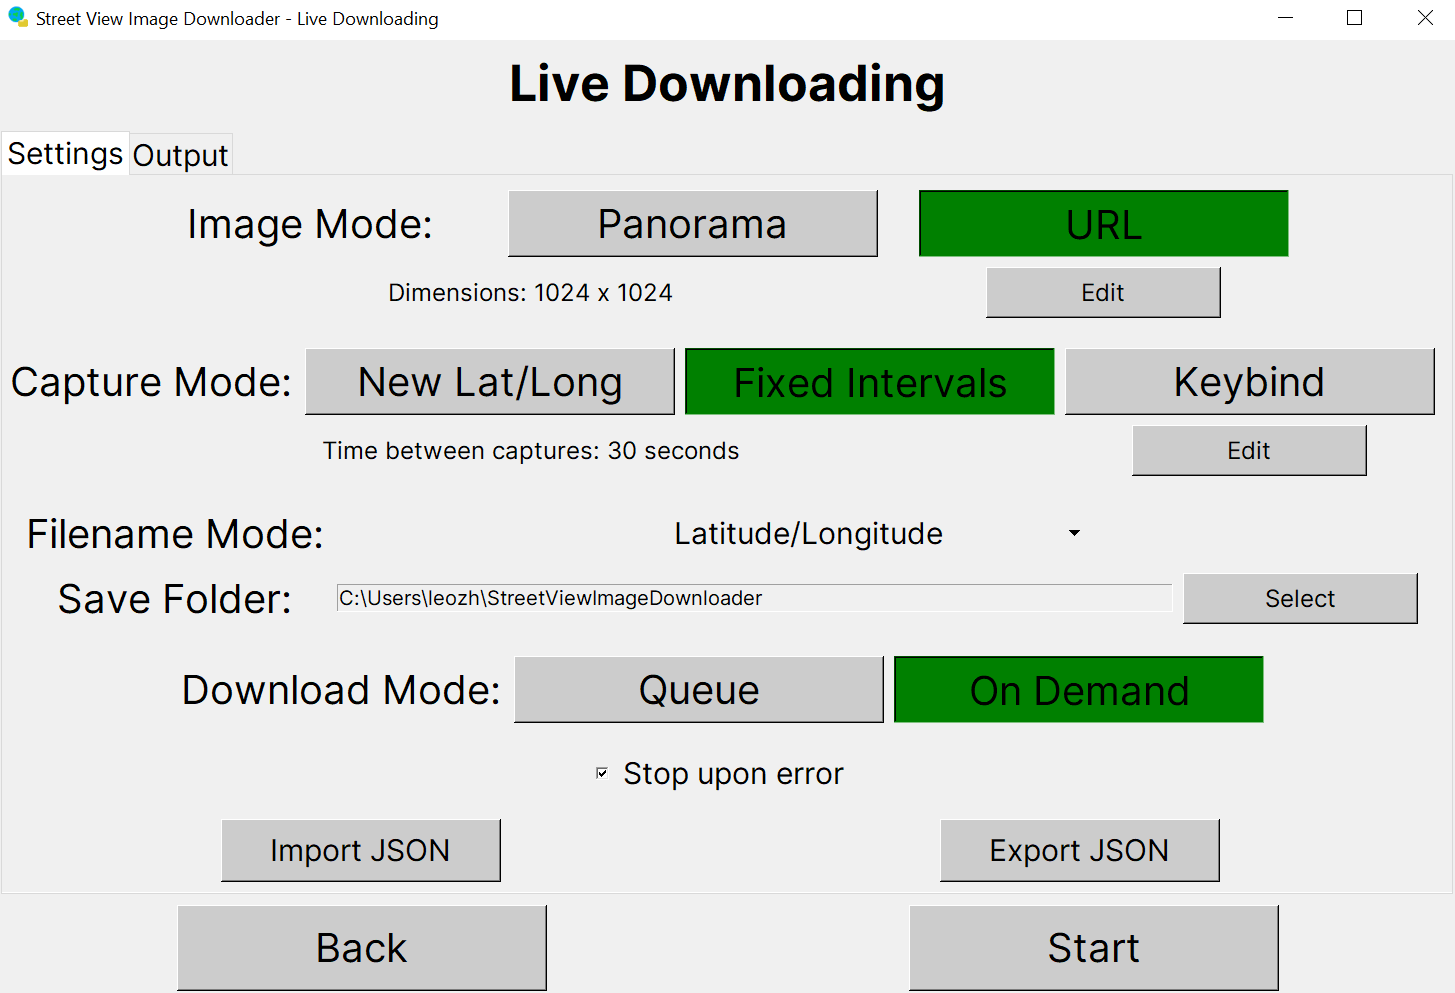 Street View Image Downloader - Live Downloading
Live Downloading
Settings Output
Image Mode: Panorama URL
Dimensions: 1024 x 1024 Edit
Capture Mode: New Lat/Long Fixed Intervals Keybind
Time between captures: 30 seconds Edit
Filename Mode: Latitude/Longitude
Save Folder: C:\Users\leozh\StreetViewImageDownloader Select
Download Mode: Queue On Demand
Stop upon error
Import JSON Export JSON
Back Start